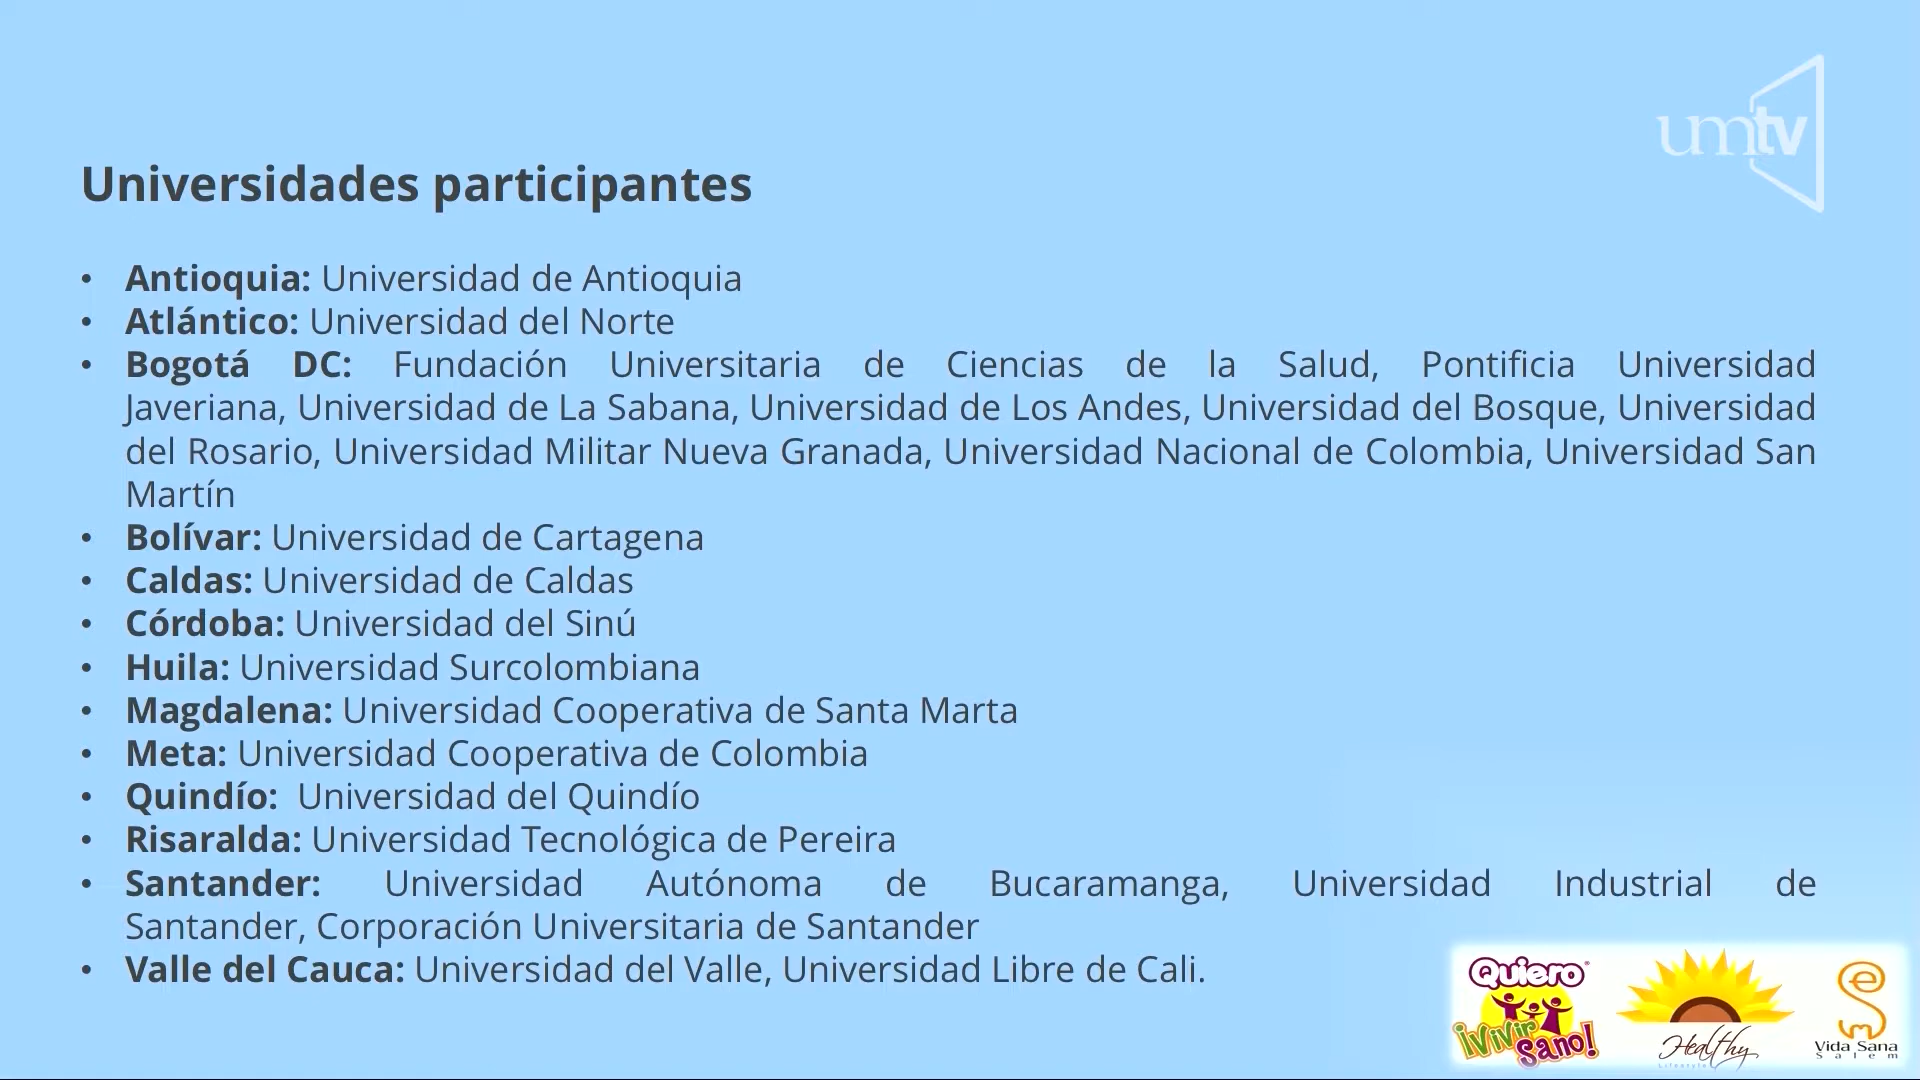 umtv
Universidades participantes
• Antioquia: Universidad de Antioquia
• Atlántico: Universidad del Norte
• Bogotá DC: Fundación Universitaria de Ciencias de la Salud, Pontificia Universidad
Javeriana, Universidad de La Sabana, Universidad de Los Andes, Universidad del Bosque, Universidad
del Rosario, Universidad Militar Nueva Granada, Universidad Nacional de Colombia, Universidad San
Martín
• Bolívar: Universidad de Cartagena
• Caldas: Universidad de Caldas
• Córdoba: Universidad del Sinú
• Huila: Universidad Surcolombiana
• Magdalena: Universidad Cooperativa de Santa Marta
• Meta: Universidad Cooperativa de Colombia
• Quindío: Universidad del Quindío
• Risaralda: Universidad Tecnológica de Pereira
• Santander: Universidad Autónoma de Bucaramanga, Universidad Industrial de
Santander, Corporación Universitaria de Santander
• Valle del Cauca: Universidad del Valle, Universidad Libre de Cali.
Quiero
¡Vivir
Sano!
Healthy
Lifestyle
Vida Sana
Salem